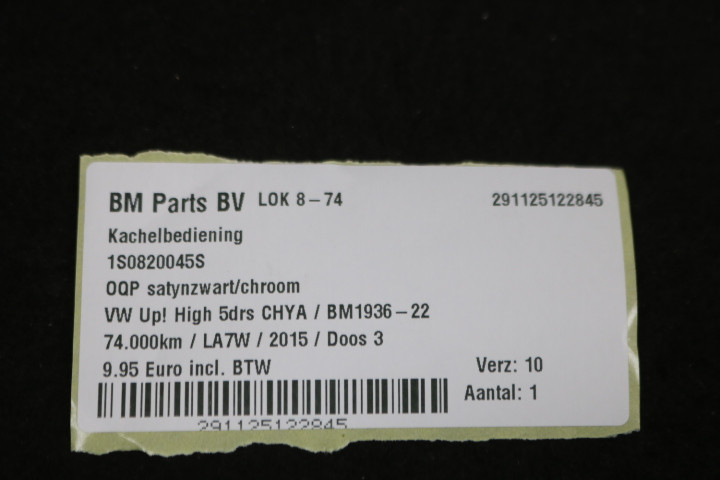 BM Parts BV LOK 8-74 291125122845
Kachelbediening
1S0820045S
OQP satynzwart/chroom
VW Up! High 5drs CHYA / BM1936-22
74.000km / LA7W / 2015 / Doos 3
9.95 Euro incl. BTW Verz: 10
Aantal: 1
291125122845